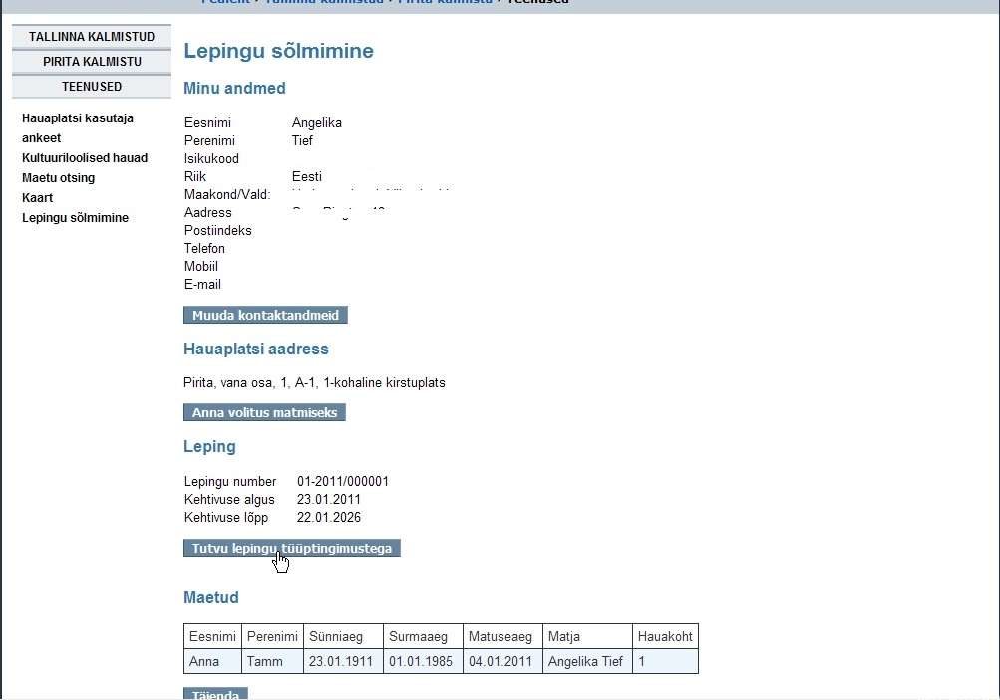 Tallinna kalmistud › Pirita kalmistu › Teenused
TALLINNA KALMISTUD
PIRITA KALMISTU
TEENUSED
Hauaplatsi kasutaja
ankeet
Kultuuriloolised hauad
Maetu otsing
Kaart
Lepingu sõlmimine
Lepingu sõlmimine
Minu andmed
Eesnimi Angelika
Perenimi Tief
Isikukood
Riik Eesti
Maakond/Vald:
Aadress
Postiindeks
Telefon
Mobiil
E-mail
Muuda kontaktandmeid
Hauaplatsi aadress
Pirita, vana osa, 1, A-1, 1-kohaline kirstuplats
Anna volitus matmiseks
Leping
Lepingu number 01-2011/000001
Kehtivuse algus 23.01.2011
Kehtivuse lõpp 22.01.2026
Tutvu lepingu tüüptingimustega
Maetud
Eesnimi Perenimi Sünniaeg Surmaaeg Matuseaeg Matja Hauakoht
Anna Tamm 23.01.1911 01.01.1985 04.01.2011 Angelika Tief 1
Täienda